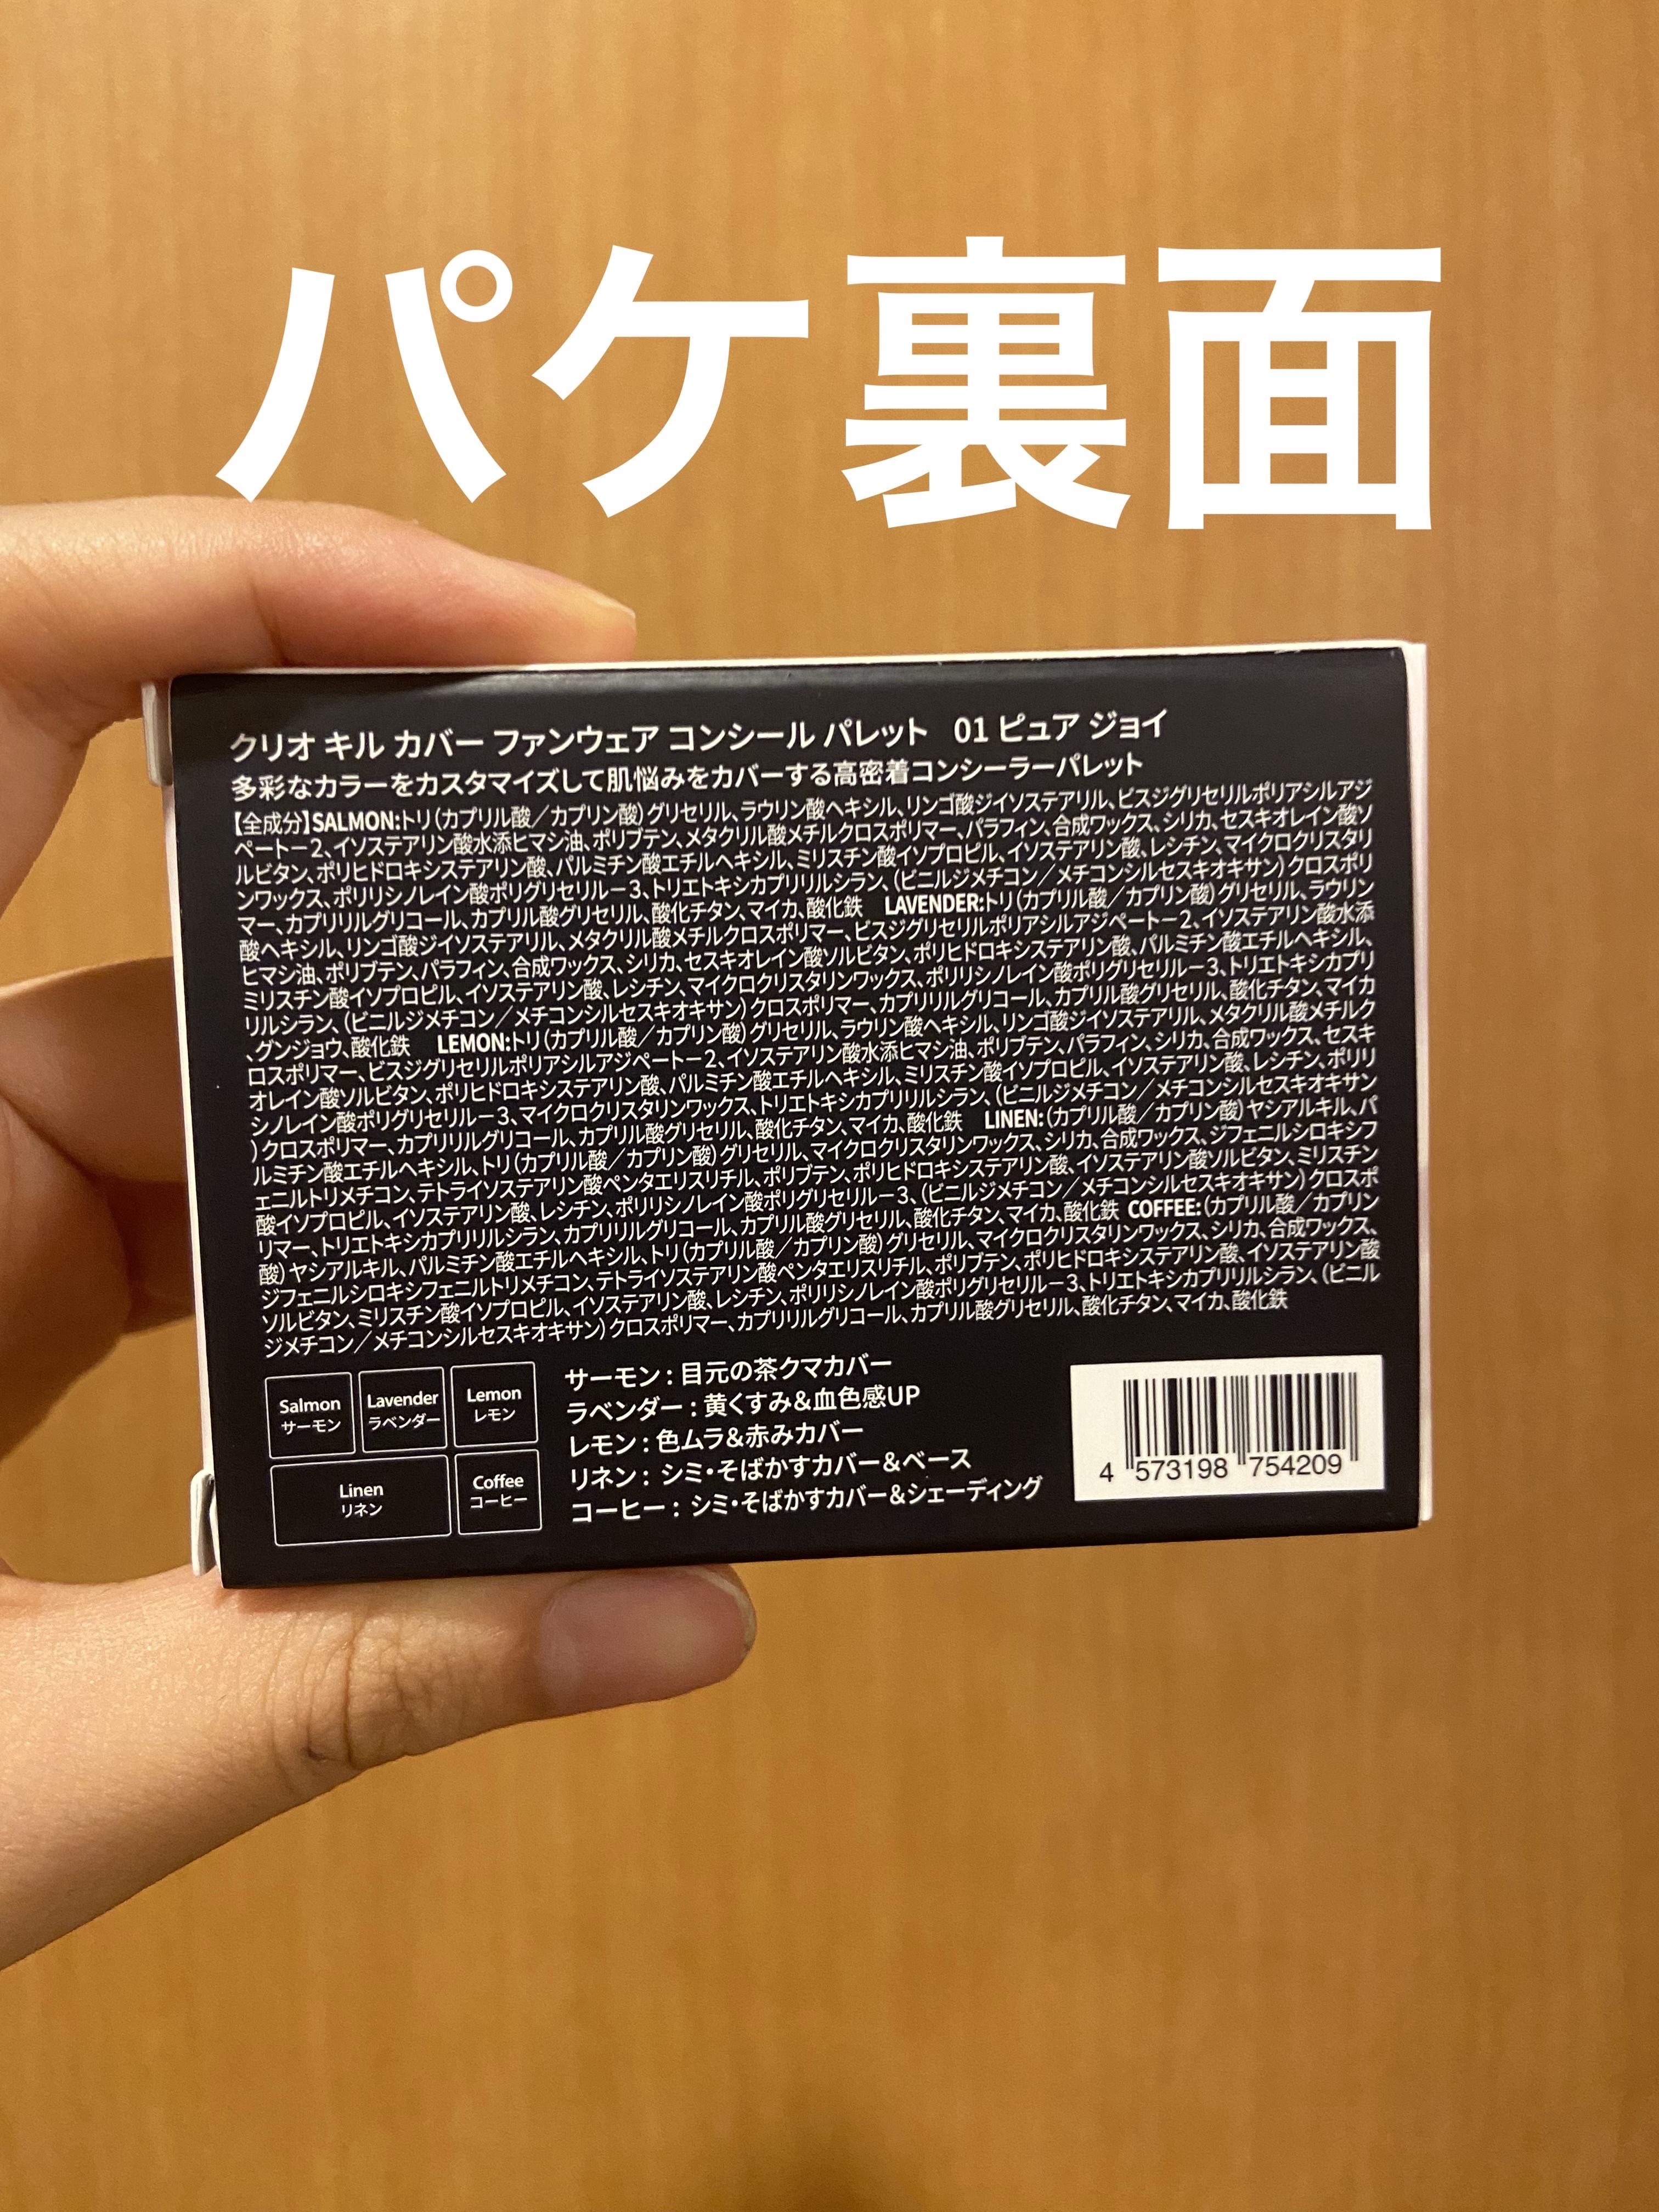 パケ裏面
クリオ キル カバー ファンウェア コンシール パレット 01 ピュア ジョイ
多彩なカラーをカスタマイズして肌悩みをカバーする高密着コンシーラーパレット
【全成分】SALMON:トリ(カプリル酸／カプリン酸)グリセリル、ラウリン酸ヘキシル、リンゴ酸ジイソステアリル、ビスジグリセリルポリアシルアジ
ペート－2、イソステアリン酸水添ヒマシ油、ポリブテン、メタクリル酸メチルクロスポリマー、パラフィン、合成ワックス、シリカ、セスキオレイン酸ソ
ルビタン、ポリヒドロキシステアリン酸、パルミチン酸エチルヘキシル、ミリスチン酸イソプロピル、イソステアリン酸、レシチン、マイクロクリスタリ
ンワックス、ポリリシノレイン酸ポリグリセリル－3、トリエトキシカプリリルシラン、(ビニルジメチコン／メチコンシルセスキオキサン)クロスポリ
マー、カプリリルグリコール、カプリル酸グリセリル、酸化チタン、マイカ、酸化鉄 LAVENDER:トリ(カプリル酸／カプリン酸)グリセリル、ラウリン
酸ヘキシル、リンゴ酸ジイソステアリル、メタクリル酸メチルクロスポリマー、ビスジグリセリルポリアシルアジペート－2、イソステアリン酸水添
ヒマシ油、ポリブテン、パラフィン、合成ワックス、シリカ、セスキオレイン酸ソルビタン、ポリヒドロキシステアリン酸、パルミチン酸エチルヘキシル、
ミリスチン酸イソプロピル、イソステアリン酸、レシチン、マイクロクリスタリンワックス、ポリリシノレイン酸ポリグリセリル－3、トリエトキシカプリ
リルシラン、(ビニルジメチコン／メチコンシルセスキオキサン)クロスポリマー、カプリリルグリコール、カプリル酸グリセリル、酸化チタン、マイカ
、グンジョウ、酸化鉄 LEMON:トリ(カプリル酸／カプリン酸)グリセリル、ラウリン酸ヘキシル、リンゴ酸ジイソステアリル、メタクリル酸メチルク
ロスポリマー、ビスジグリセリルポリアシルアジペート－2、イソステアリン酸水添ヒマシ油、ポリブテン、パラフィン、シリカ、合成ワックス、セスキ
オレイン酸ソルビタン、ポリヒドロキシステアリン酸、パルミチン酸エチルヘキシル、ミリスチン酸イソプロピル、イソステアリン酸、レシチン、ポリリ
シノレイン酸ポリグリセリル－3、マイクロクリスタリンワックス、トリエトキシカプリリルシラン、(ビニルジメチコン／メチコンシルセスキオキサン
)クロスポリマー、カプリリルグリコール、カプリル酸グリセリル、酸化チタン、マイカ、酸化鉄 LINEN:(カプリル酸／カプリン酸)ヤシアルキル、パ
ルミチン酸エチルヘキシル、トリ(カプリル酸／カプリン酸)グリセリル、マイクロクリスタリンワックス、シリカ、合成ワックス、ジフェニルシロキシフ
ェニルトリメチコン、テトライソステアリン酸ペンタエリスリチル、ポリブテン、ポリヒドロキシステアリン酸、イソステアリン酸ソルビタン、ミリスチン
酸イソプロピル、イソステアリン酸、レシチン、ポリリシノレイン酸ポリグリセリル－3、(ビニルジメチコン／メチコンシルセスキオキサン)クロスポ
リマー、トリエトキシカプリリルシラン、カプリリルグリコール、カプリル酸グリセリル、酸化チタン、マイカ、酸化鉄 COFFEE:(カプリル酸／カプリン
酸)ヤシアルキル、パルミチン酸エチルヘキシル、トリ(カプリル酸／カプリン酸)グリセリル、マイクロクリスタリンワックス、シリカ、合成ワックス、
ジフェニルシロキシフェニルトリメチコン、テトライソステアリン酸ペンタエリスリチル、ポリブテン、ポリヒドロキシステアリン酸、イソステアリン酸
ソルビタン、ミリスチン酸イソプロピル、イソステアリン酸、レシチン、ポリリシノレイン酸ポリグリセリル－3、トリエトキシカプリリルシラン、(ビニル
ジメチコン／メチコンシルセスキオキサン)クロスポリマー、カプリリルグリコール、カプリル酸グリセリル、酸化チタン、マイカ、酸化鉄
Salmon
サーモン
Lavender
ラベンダー
Lemon
レモン
Linen
リネン
Coffee
コーヒー
サーモン : 目元の茶クマカバー
ラベンダー : 黄くすみ&血色感UP
レモン : 色ムラ&赤みカバー
リネン : シミ・そばかすカバー&ベース
コーヒー : シミ・そばかすカバー&シェーディング
4 573198 754209